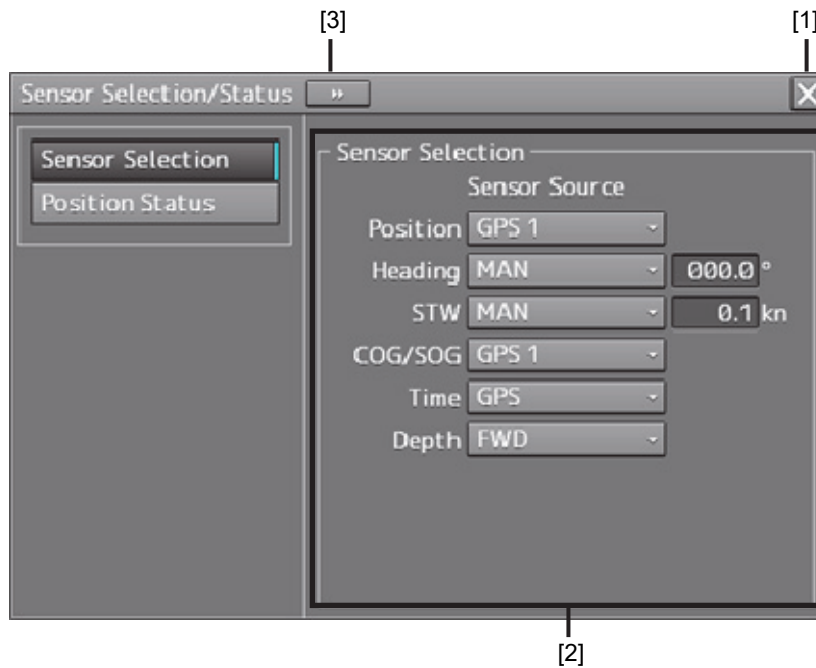 [3] [1]
Sensor Selection/Status » X
Sensor Selection
Position Status
Sensor Selection
Sensor Source
Position GPS 1
Heading MAN 000.0 °
STW MAN 0.1 kn
COG/SOG GPS 1
Time GPS
Depth FWD
[2]